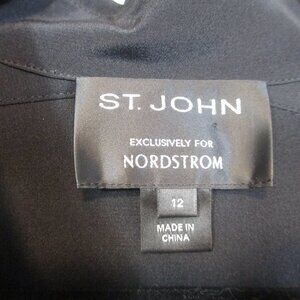 ST. JOHN
EXCLUSIVELY FOR
NORDSTROM
12
MADE IN
CHINA